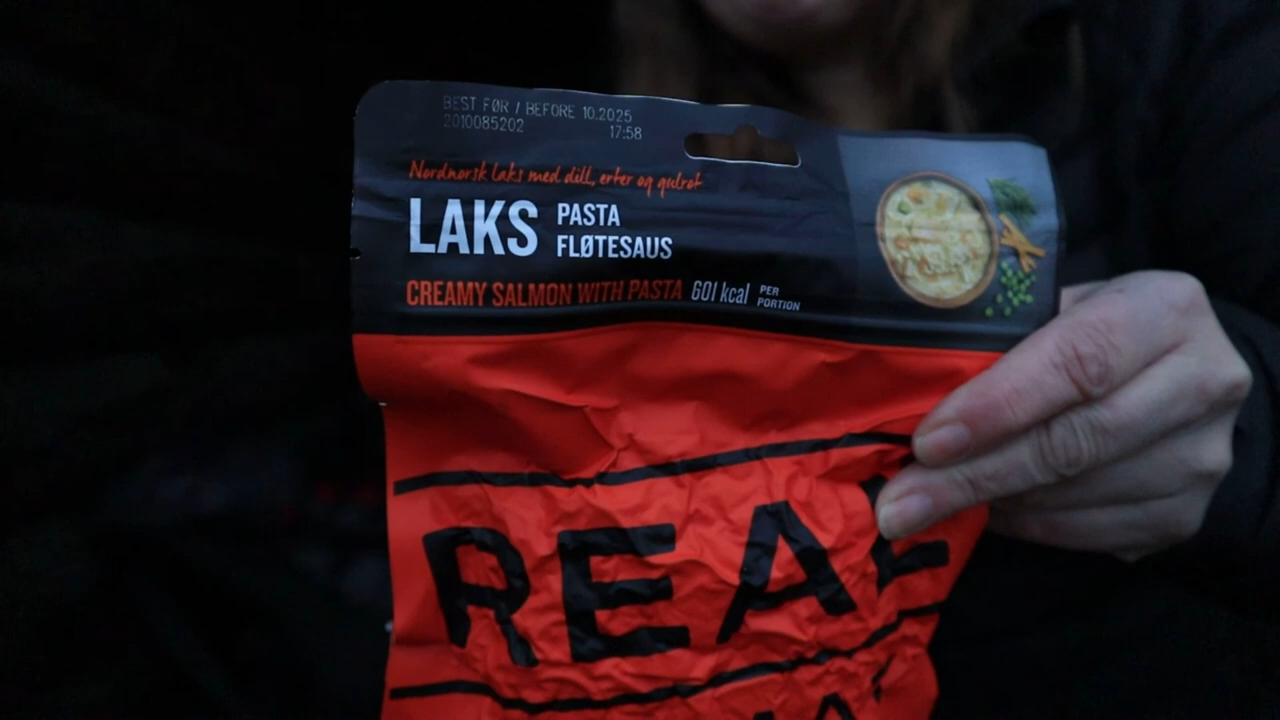 BEST FØR / BEFORE 10.2025
2010085202 17:58
Nordnorsk laks med dill, erter og gulrot
LAKS PASTA FLØTESAUS
CREAMY SALMON WITH PASTA 601 kcal PER PORTION
REA